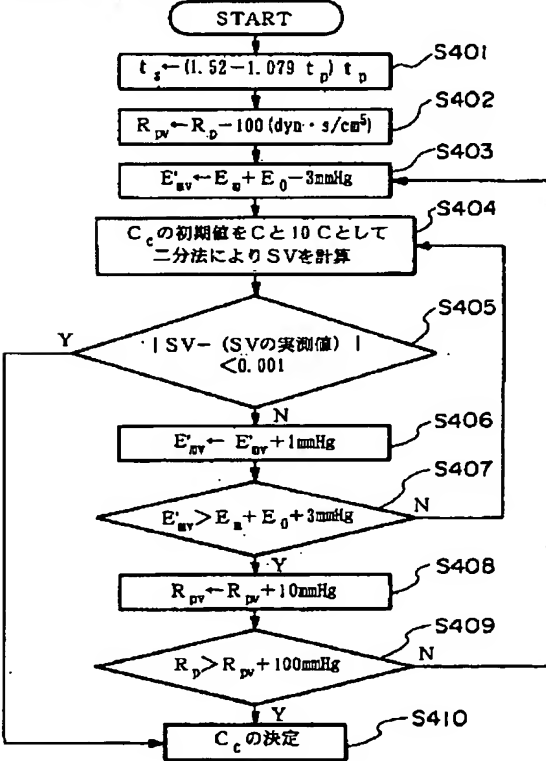 START
t_s←(1.52−1.079 t_p) t_p
S401
R_pv←R_p−100(dyn・s/cm⁵)
S402
E'_mv←E_m+E_0−3mmHg
S403
C_cの初期値をCと10Cとして
二分法によりSVを計算
S404
|SV−(SVの実測値)|
<0.001
S405
Y
N
E'_mv←E'_mv+1mmHg
S406
E'_mv>E_m+E_0+3mmHg
S407
N
Y
R_pv←R_pv+10mmHg
S408
R_p>R_pv+100mmHg
S409
N
Y
C_cの決定
S410